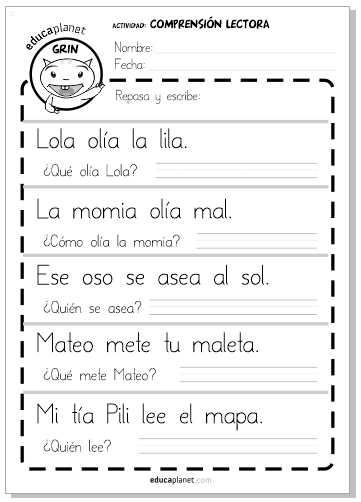 educaplanet
GRIN
ACTIVIDAD: COMPRENSIÓN LECTORA
Nombre:
Fecha:
Repasa y escribe:
Lola olía la lila.
¿Qué olía Lola?
La momia olía mal.
¿Cómo olía la momia?
Ese oso se asea al sol.
¿Quién se asea?
Mateo mete tu maleta.
¿Qué mete Mateo?
Mi tía Pili lee el mapa.
¿Quién lee?
educaplanet.com